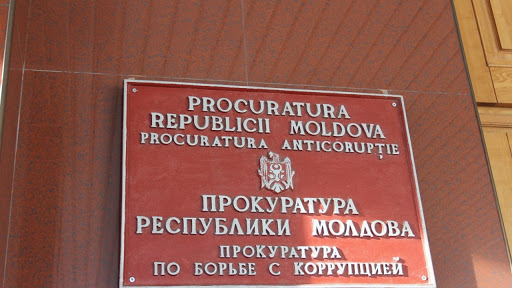 PROCURATURA
REPUBLICII MOLDOVA
PROCURATURA ANTICORUPȚIE
ПРОКУРАТУРА
РЕСПУБЛИКИ МОЛДОВА
ПРОКУРАТУРА
ПО БОРЬБЕ С КОРРУПЦИЕЙ